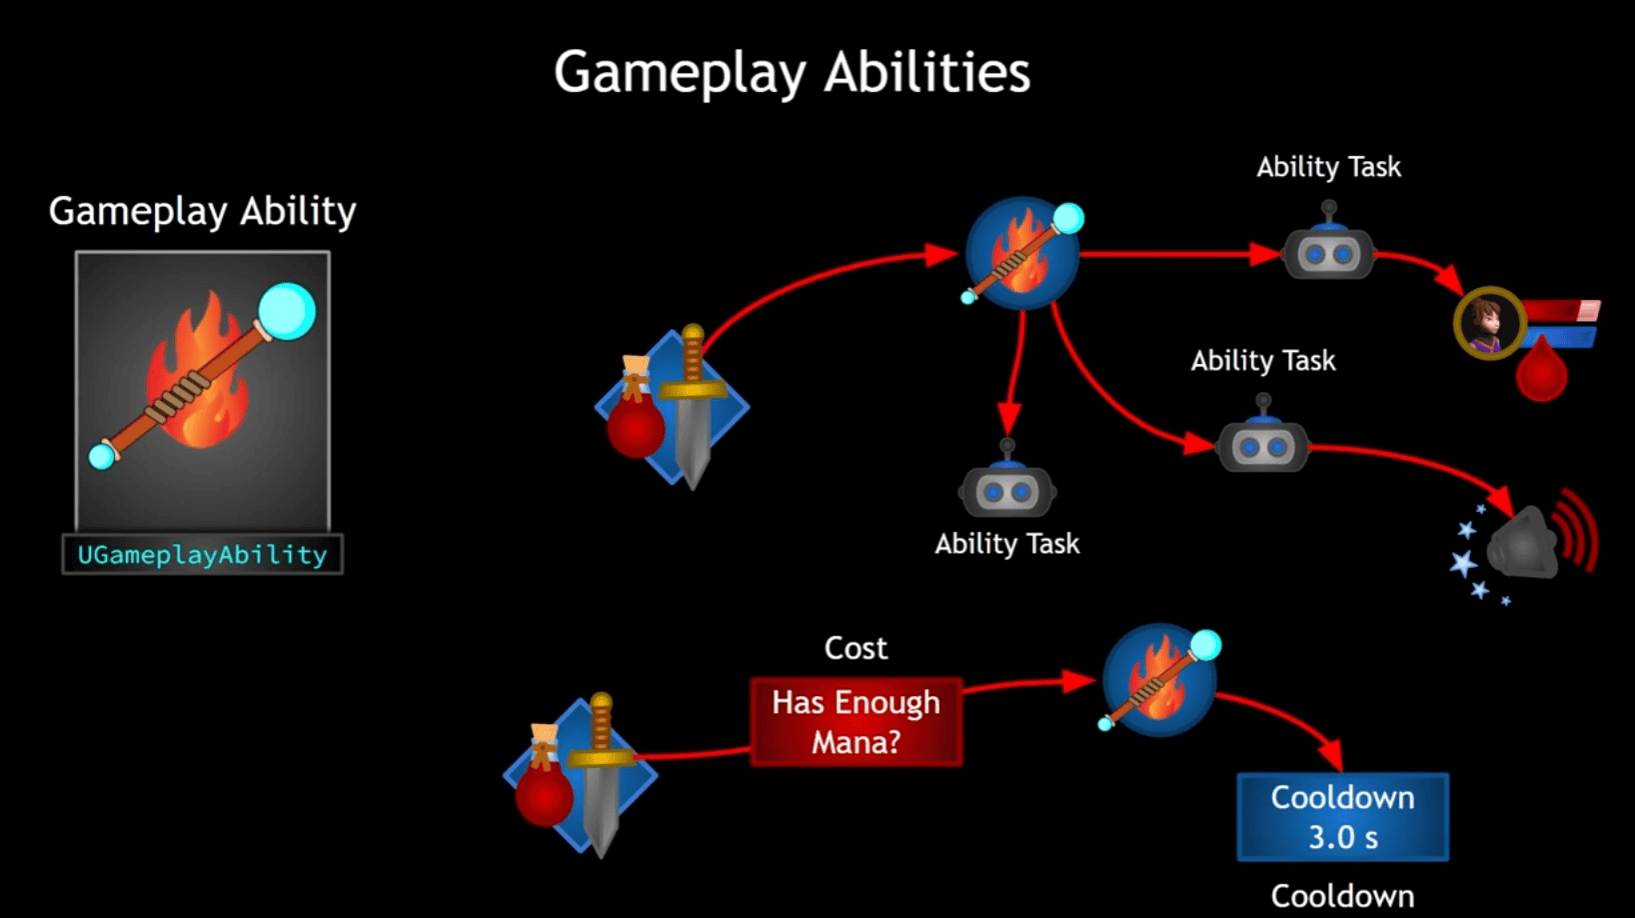 Gameplay Abilities
Gameplay Ability
UGameplayAbility
Ability Task
Ability Task
Ability Task
Cost
Has Enough
Mana?
Cooldown
3.0 s
Cooldown